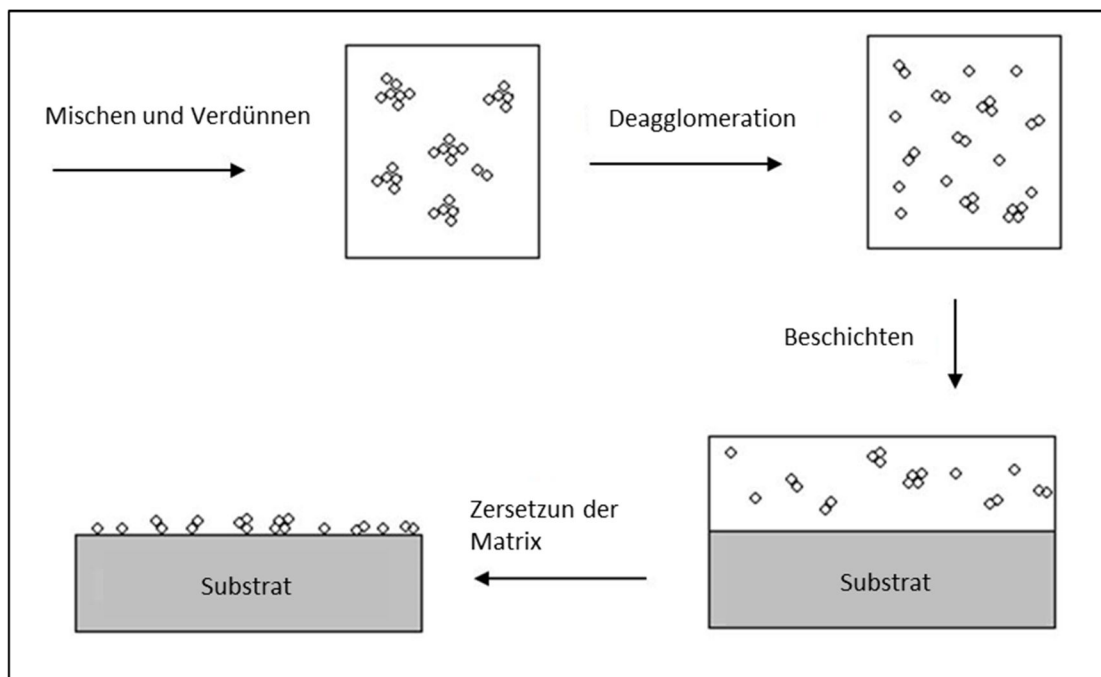 Mischen und Verdünnen
Deagglomeration
Beschichten
Zersetzun der
Matrix
Substrat
Substrat